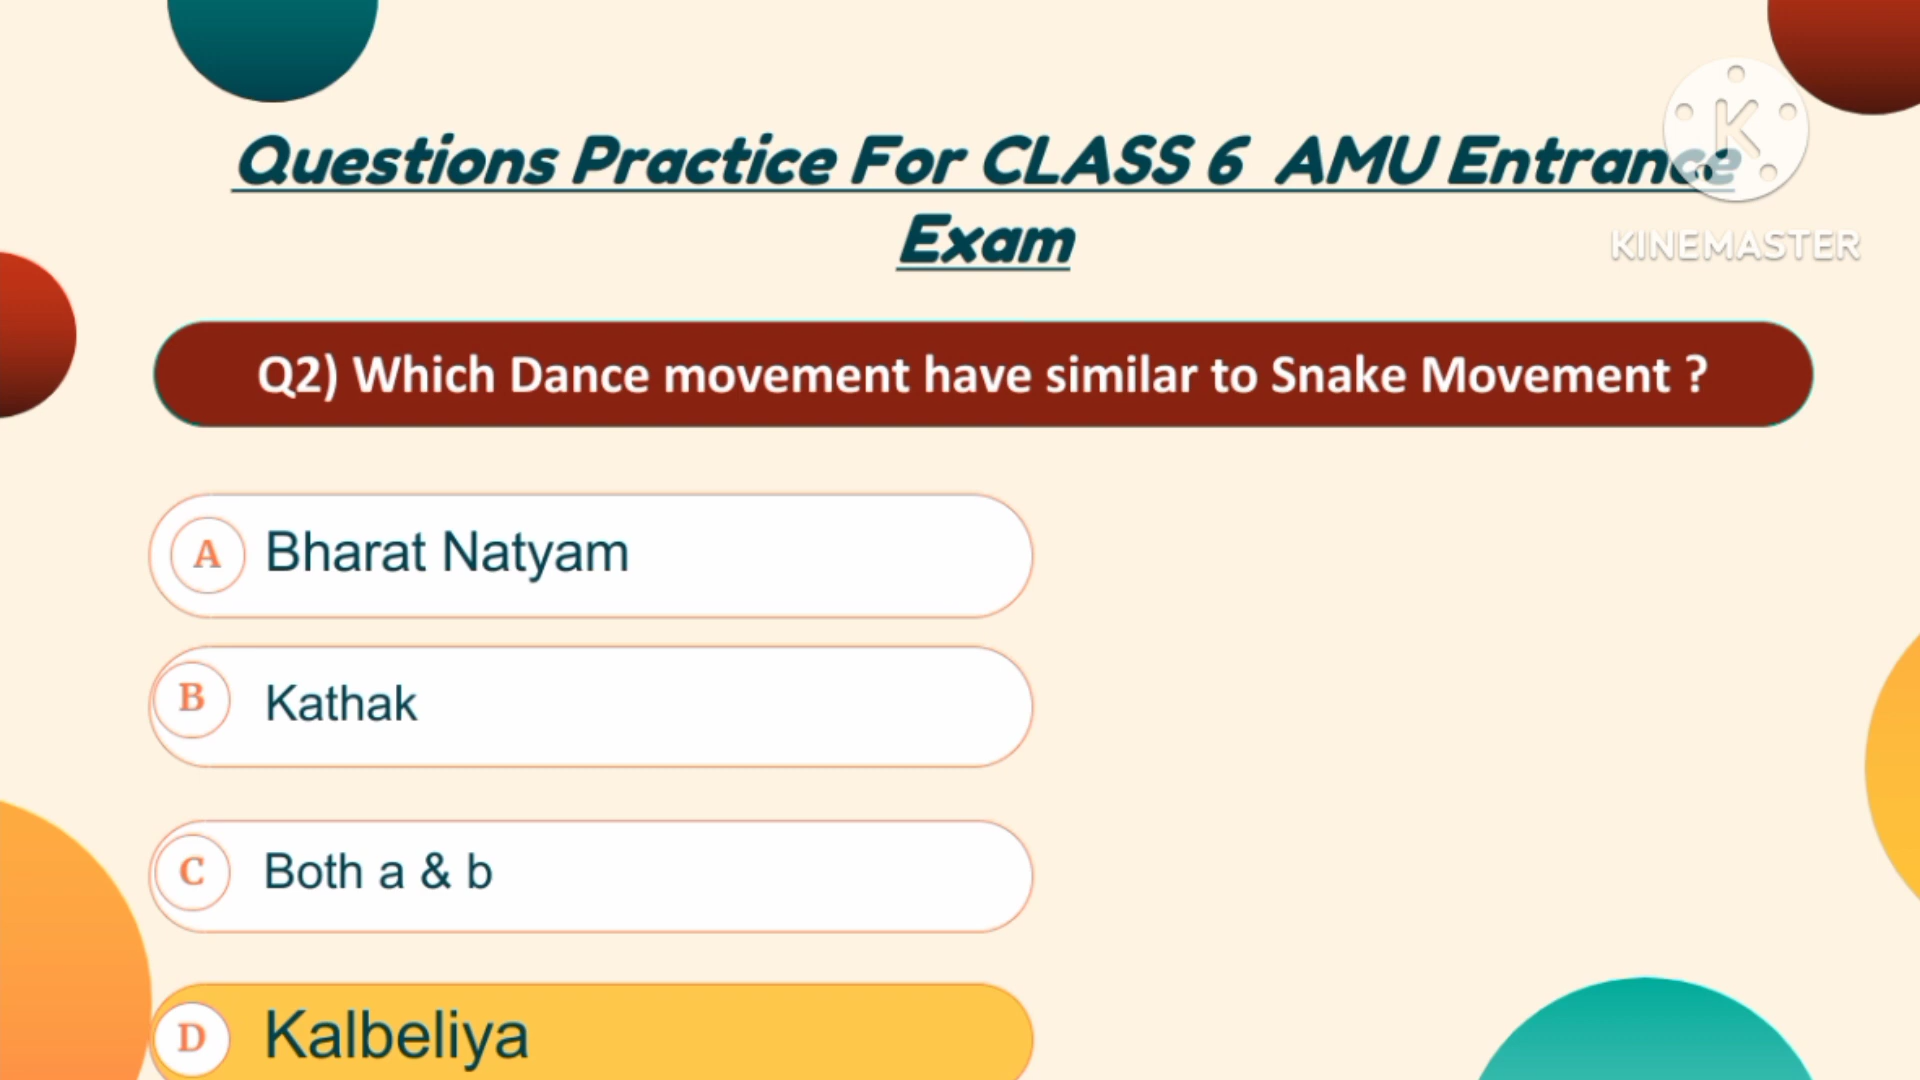 Questions Practice For CLASS 6 AMU Entrance
Exam
K
KINEMASTER
Q2) Which Dance movement have similar to Snake Movement ?
A Bharat Natyam
B Kathak
C Both a & b
D Kalbeliya